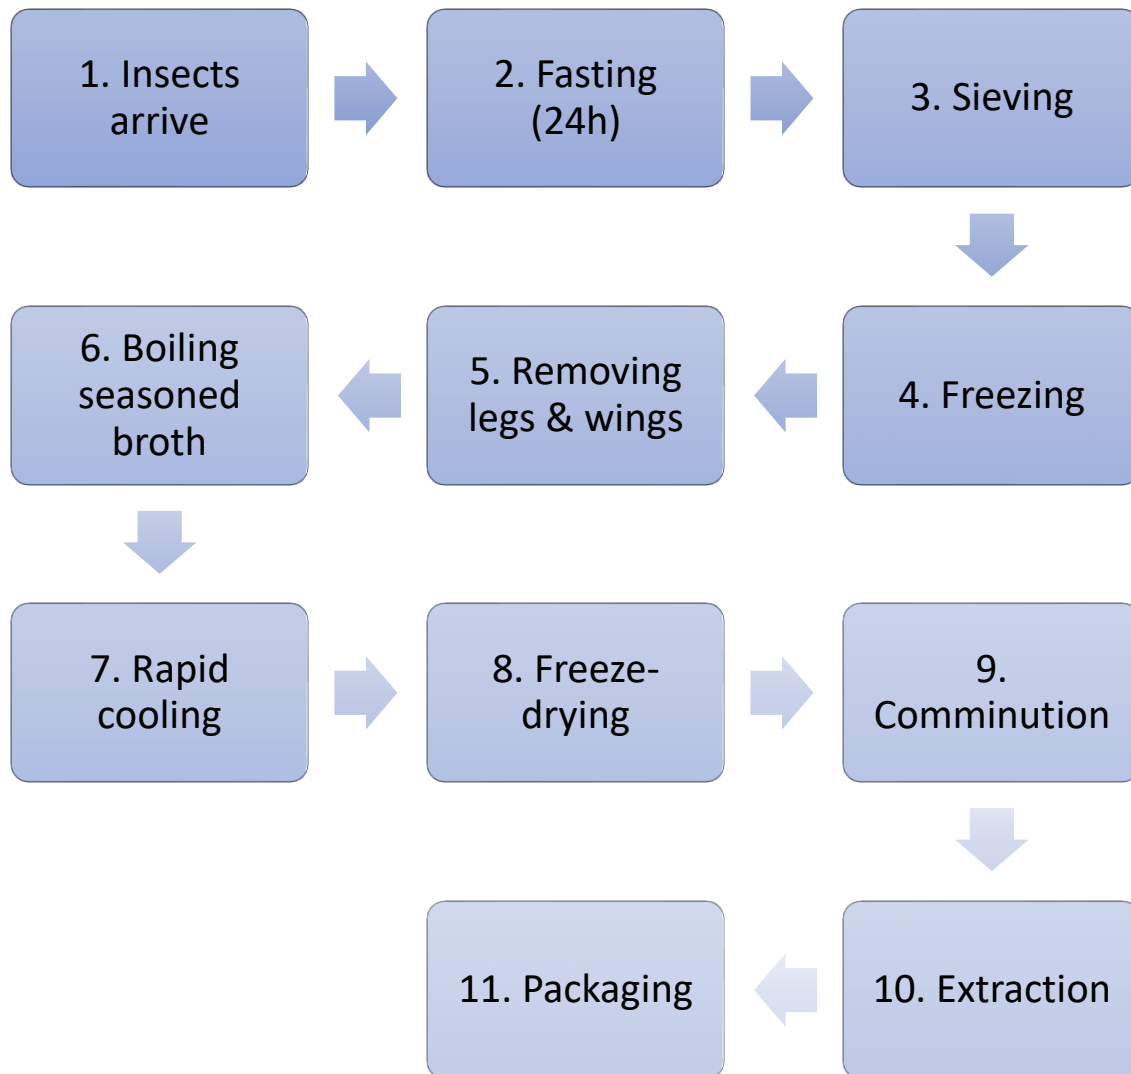 1. Insects
arrive
2. Fasting
(24h)
3. Sieving
4. Freezing
5. Removing
legs & wings
6. Boiling
seasoned
broth
7. Rapid
cooling
8. Freeze-
drying
9.
Comminution
10. Extraction
11. Packaging